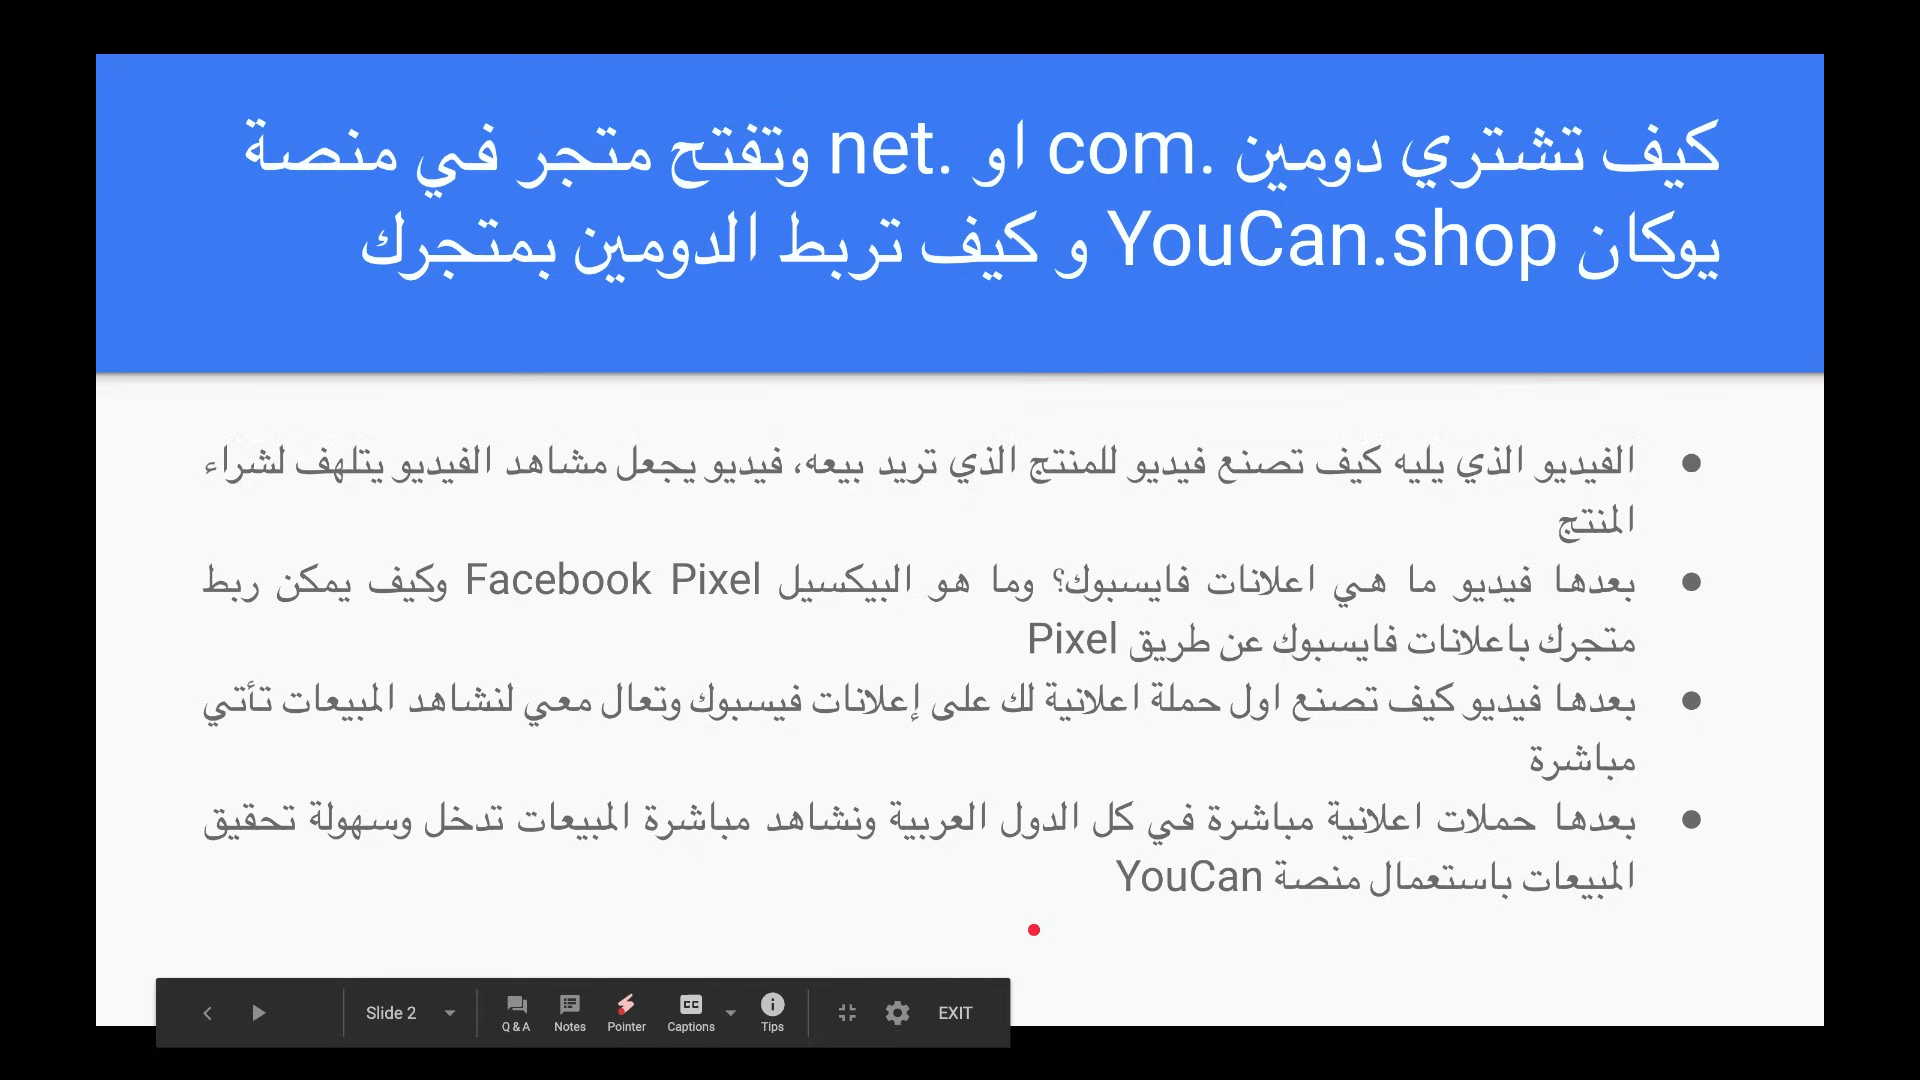 كيف تشتري دومين .com او .net وتفتح متجر في منصة
يوكان YouCan.shop و كيف تربط الدومين بمتجرك
● الفيديو الذي يليه كيف تصنع فيديو للمنتج الذي تريد بيعه، فيديو يجعل مشاهد الفيديو يتلهف لشراء
المنتج
● بعدها فيديو ما هي اعلانات فايسبوك؟ وما هو البيكسيل Facebook Pixel وكيف يمكن ربط
متجرك باعلانات فايسبوك عن طريق Pixel
● بعدها فيديو كيف تصنع اول حملة اعلانية لك على إعلانات فيسبوك وتعال معي لنشاهد المبيعات تأتي
مباشرة
● بعدها حملات اعلانية مباشرة في كل الدول العربية ونشاهد مباشرة المبيعات تدخل وسهولة تحقيق
المبيعات باستعمال منصة YouCan
Slide 2
Q & A
Notes
Pointer
CC
Captions
Tips
EXIT